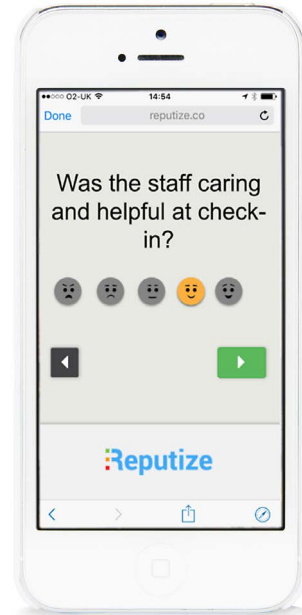 O2-UK 14:54
Done reputize.co
Was the staff caring
and helpful at check-
in?
Reputize